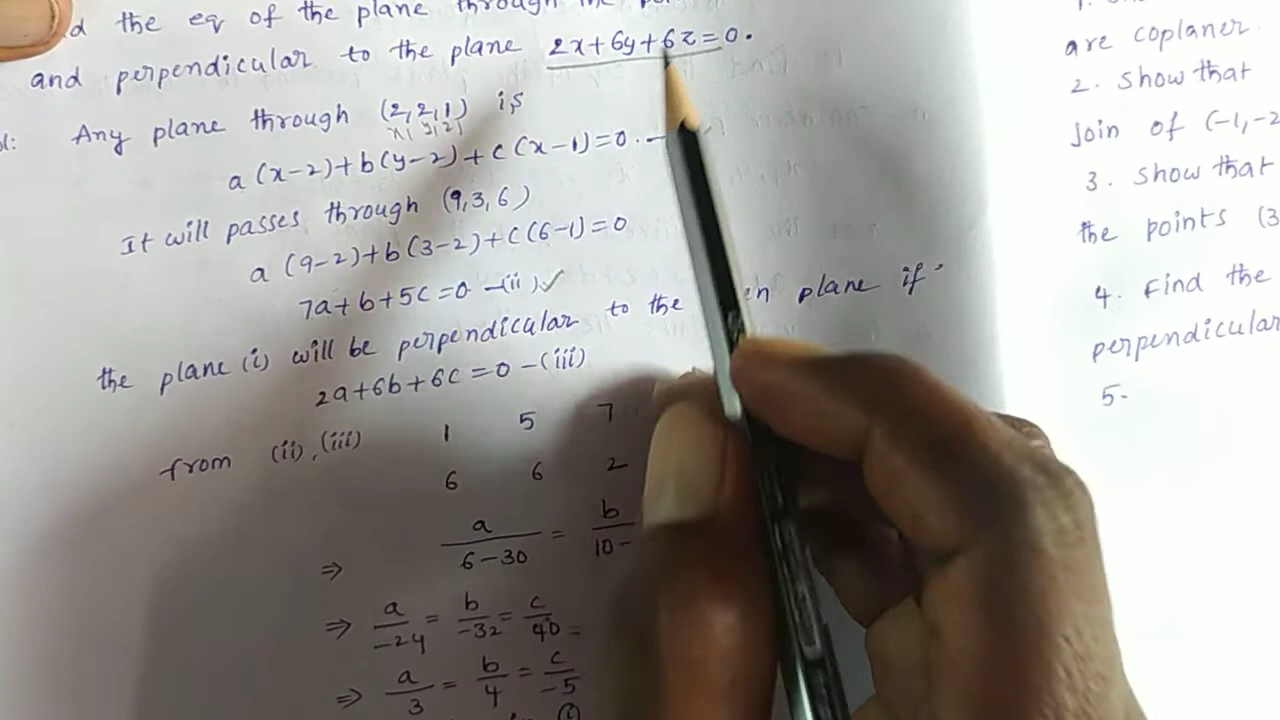 the eq of the plane through the
and perpendicular to the plane 2x+6y+6z=0.
Any plane through (2,2,1) is
x1 y1 z1
a(x-2)+b(y-2)+c(x-1)=0.
It will passes through (9,3,6)
a(9-2)+b(3-2)+c(6-1)=0
7a+b+5c=0 -(ii) ✓
the plane (i) will be perpendicular to the plane if
2a+6b+6c=0 -(iii)
from (ii),(iii) 1 5 7
6 6 2
⇒ a/6-30 = b/10-
⇒ a/-24 = b/-32 = c/40 =
⇒ a/3 = b/4 = c/-5
(i)
are coplaner.
2. Show that
Join of (-1,-2
3. Show that
the points (3
4. Find the
perpendicular
5.